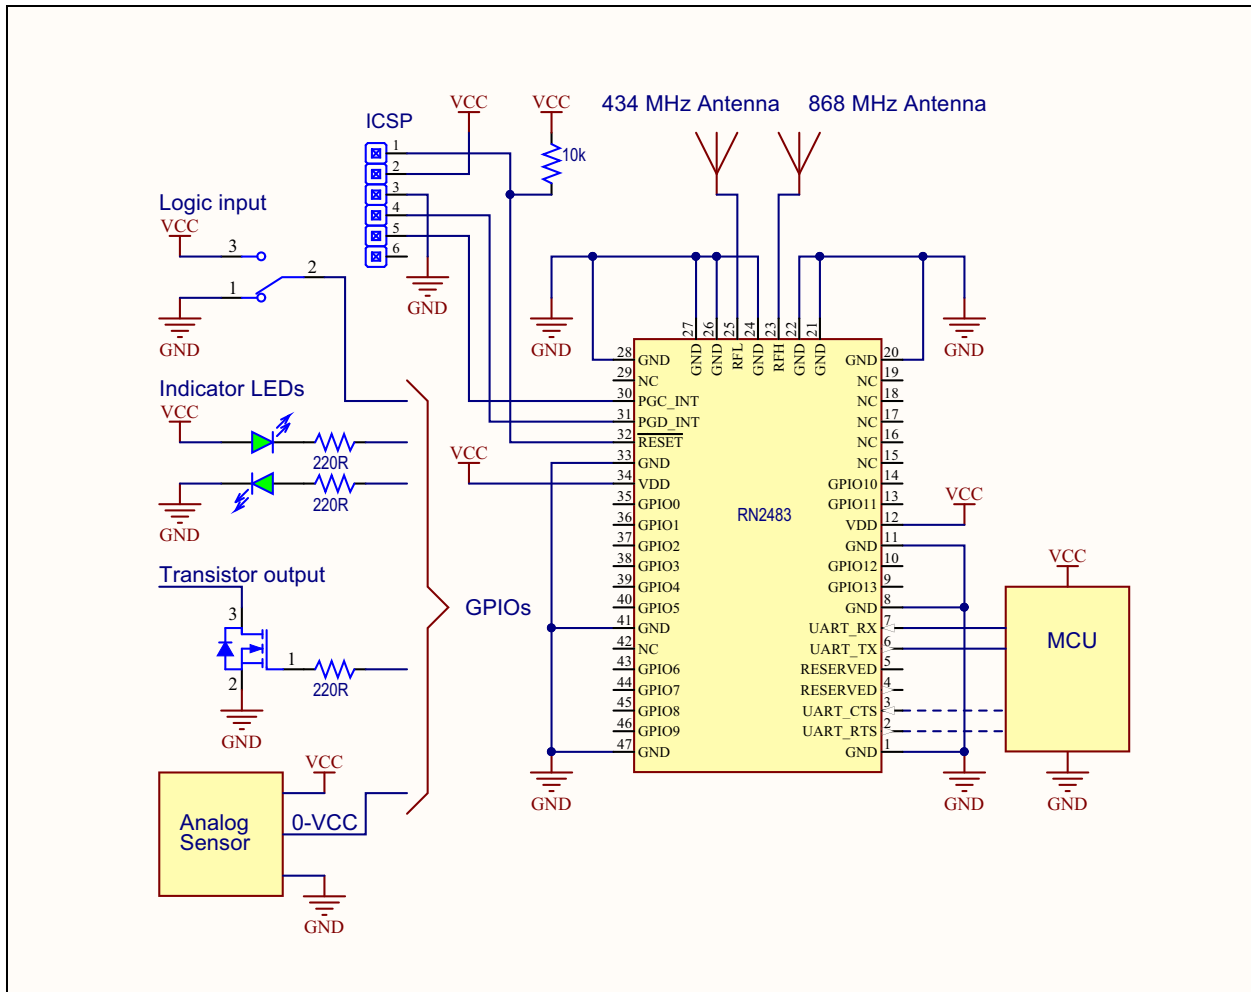 434 MHz Antenna
868 MHz Antenna
VCC
VCC
ICSP
1
2
3
4
5
6
10k
GND
Logic input
VCC
3
2
1
GND
Indicator LEDs
VCC
220R
220R
GND
Transistor output
3
1
2
220R
GND
Analog
Sensor
VCC
0-VCC
GND
GPIOs
VCC
GND
GND
27
26
25
24
23
22
21
GND
GND
RFL
GND
RFH
GND
GND
28 GND
29 NC
30 PGC_INT
31 PGD_INT
32 RESET
33 GND
34 VDD
35 GPIO0
36 GPIO1
37 GPIO2
38 GPIO3
39 GPIO4
40 GPIO5
41 GND
42 NC
43 GPIO6
44 GPIO7
45 GPIO8
46 GPIO9
47 GND
RN2483
GND 20
NC 19
NC 18
NC 17
NC 16
NC 15
GPIO10 14
GPIO11 13
VDD 12
GND 11
GPIO12 10
GPIO13 9
GND 8
UART_RX 7
UART_TX 6
RESERVED 5
RESERVED 4
UART_CTS 3
UART_RTS 2
GND 1
VCC
VCC
MCU
GND
GND
GND